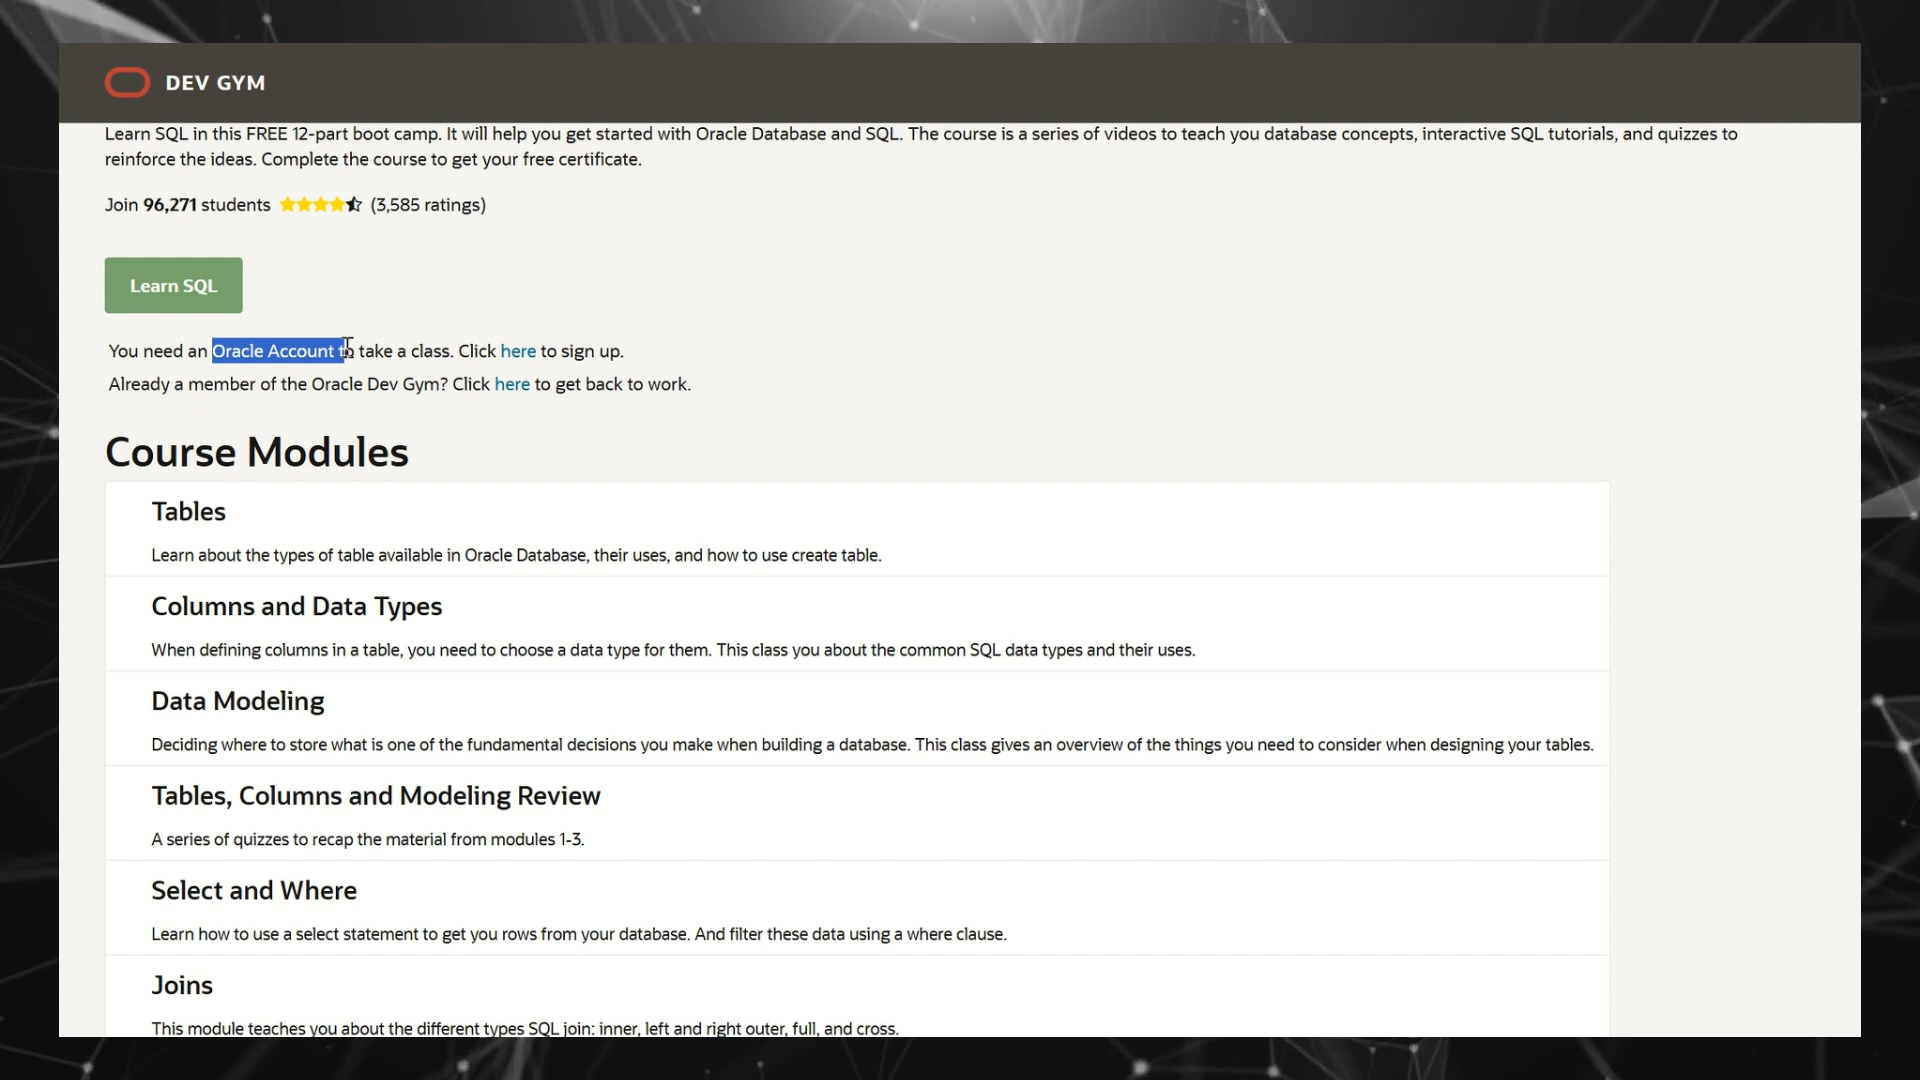 DEV GYM
Learn SQL in this FREE 12-part boot camp. It will help you get started with Oracle Database and SQL. The course is a series of videos to teach you database concepts, interactive SQL tutorials, and quizzes to
reinforce the ideas. Complete the course to get your free certificate.
Join 96,271 students (3,585 ratings)
Learn SQL
You need an Oracle Account to take a class. Click here to sign up.
Already a member of the Oracle Dev Gym? Click here to get back to work.
Course Modules
Tables
Learn about the types of table available in Oracle Database, their uses, and how to use create table.
Columns and Data Types
When defining columns in a table, you need to choose a data type for them. This class you about the common SQL data types and their uses.
Data Modeling
Deciding where to store what is one of the fundamental decisions you make when building a database. This class gives an overview of the things you need to consider when designing your tables.
Tables, Columns and Modeling Review
A series of quizzes to recap the material from modules 1-3.
Select and Where
Learn how to use a select statement to get you rows from your database. And filter these data using a where clause.
Joins
This module teaches you about the different types SQL join: inner, left and right outer, full, and cross.